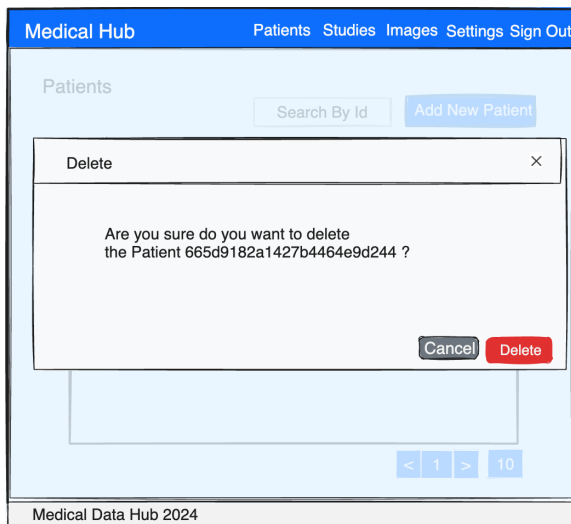 Medical Hub Patients Studies Images Settings Sign Out
Patients
Search By Id Add New Patient
Delete ×
Are you sure do you want to delete
the Patient 665d9182a1427b4464e9d244 ?
Cancel Delete
< 1 > 10
Medical Data Hub 2024